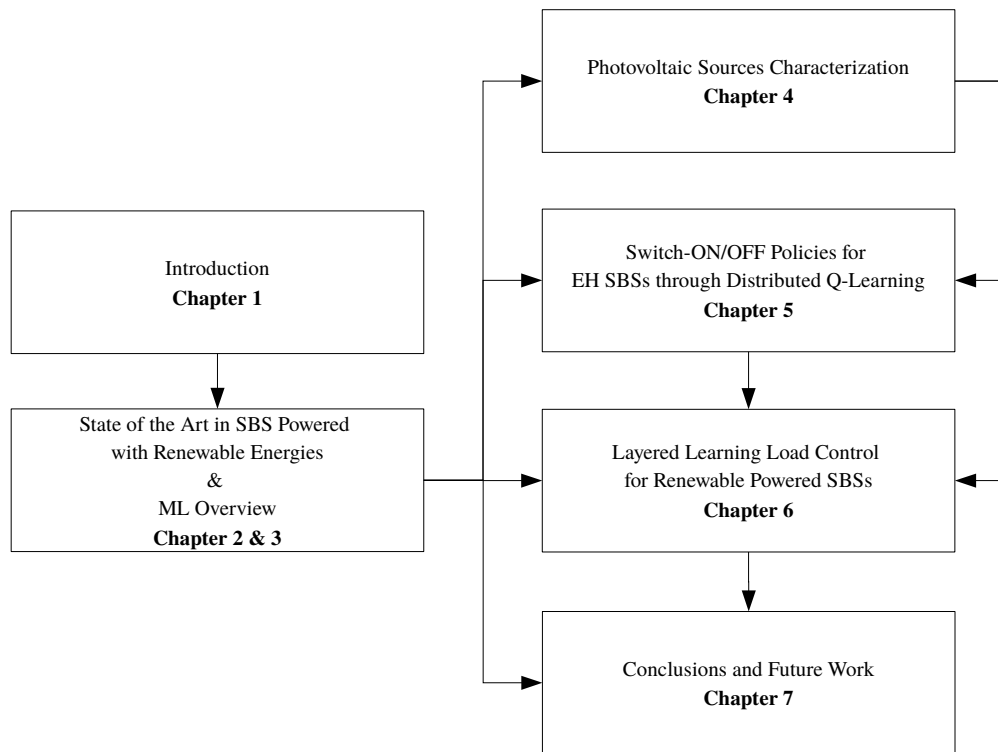 Introduction
Chapter 1
State of the Art in SBS Powered
with Renewable Energies
&
ML Overview
Chapter 2 & 3
Photovoltaic Sources Characterization
Chapter 4
Switch-ON/OFF Policies for
EH SBSs through Distributed Q-Learning
Chapter 5
Layered Learning Load Control
for Renewable Powered SBSs
Chapter 6
Conclusions and Future Work
Chapter 7